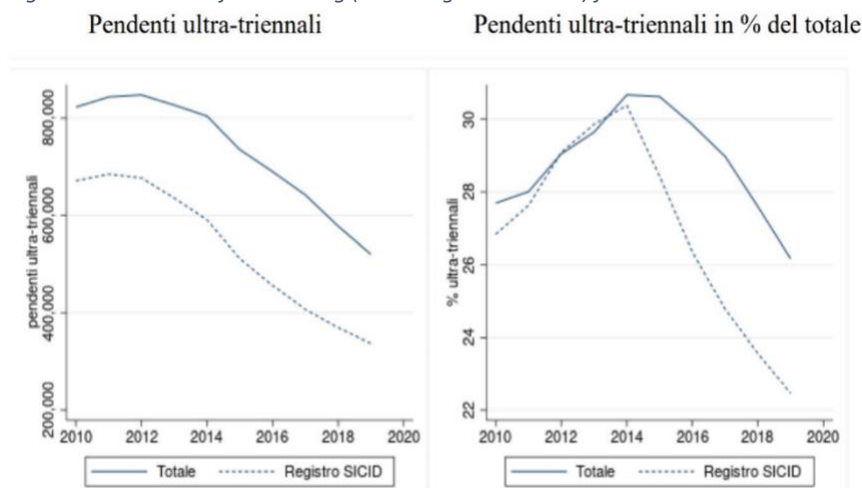 Pendenti ultra-triennali
Pendenti ultra-triennali in % del totale
pendenti ultra-triennali
800,000
600,000
400,000
200,000
2010 2012 2014 2016 2018 2020
Totale Registro SICID
% ultra-triennali
30
28
26
24
22
2010 2012 2014 2016 2018 2020
Totale Registro SICID